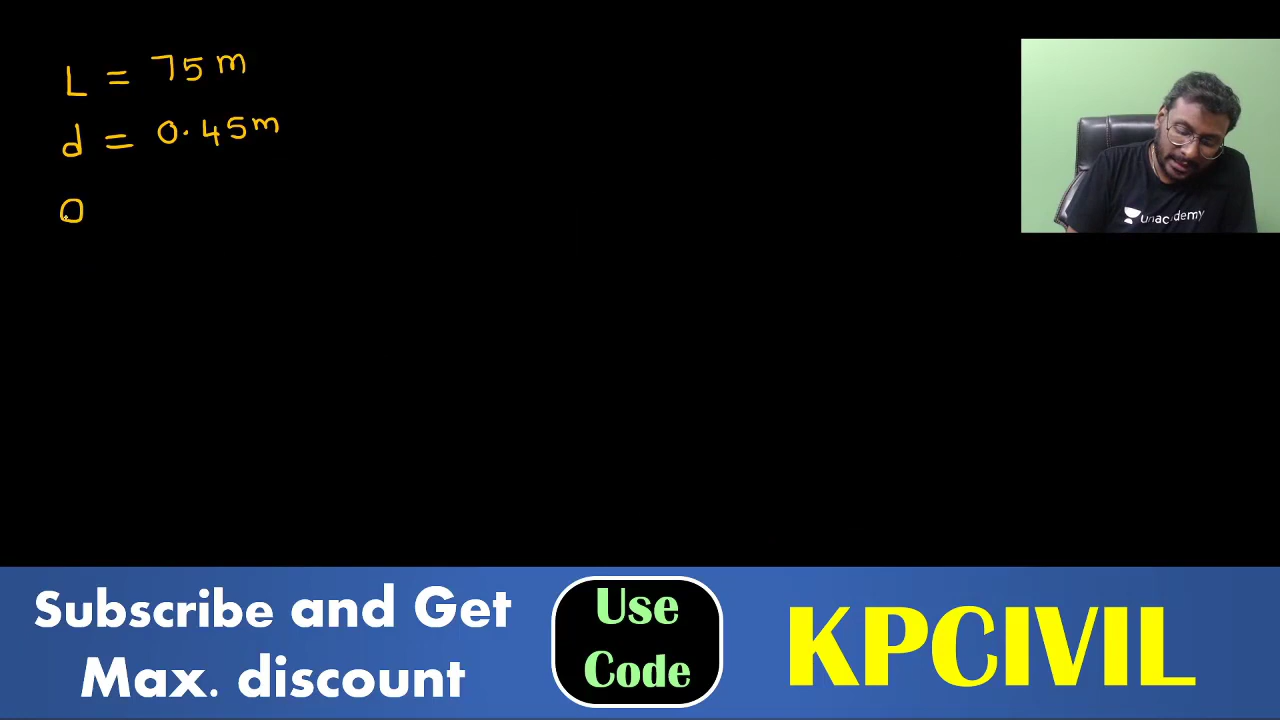 L = 75 m
d = 0.45 m
Q
unacademy
Subscribe and Get
Max. discount
Use
Code
KPCIVIL